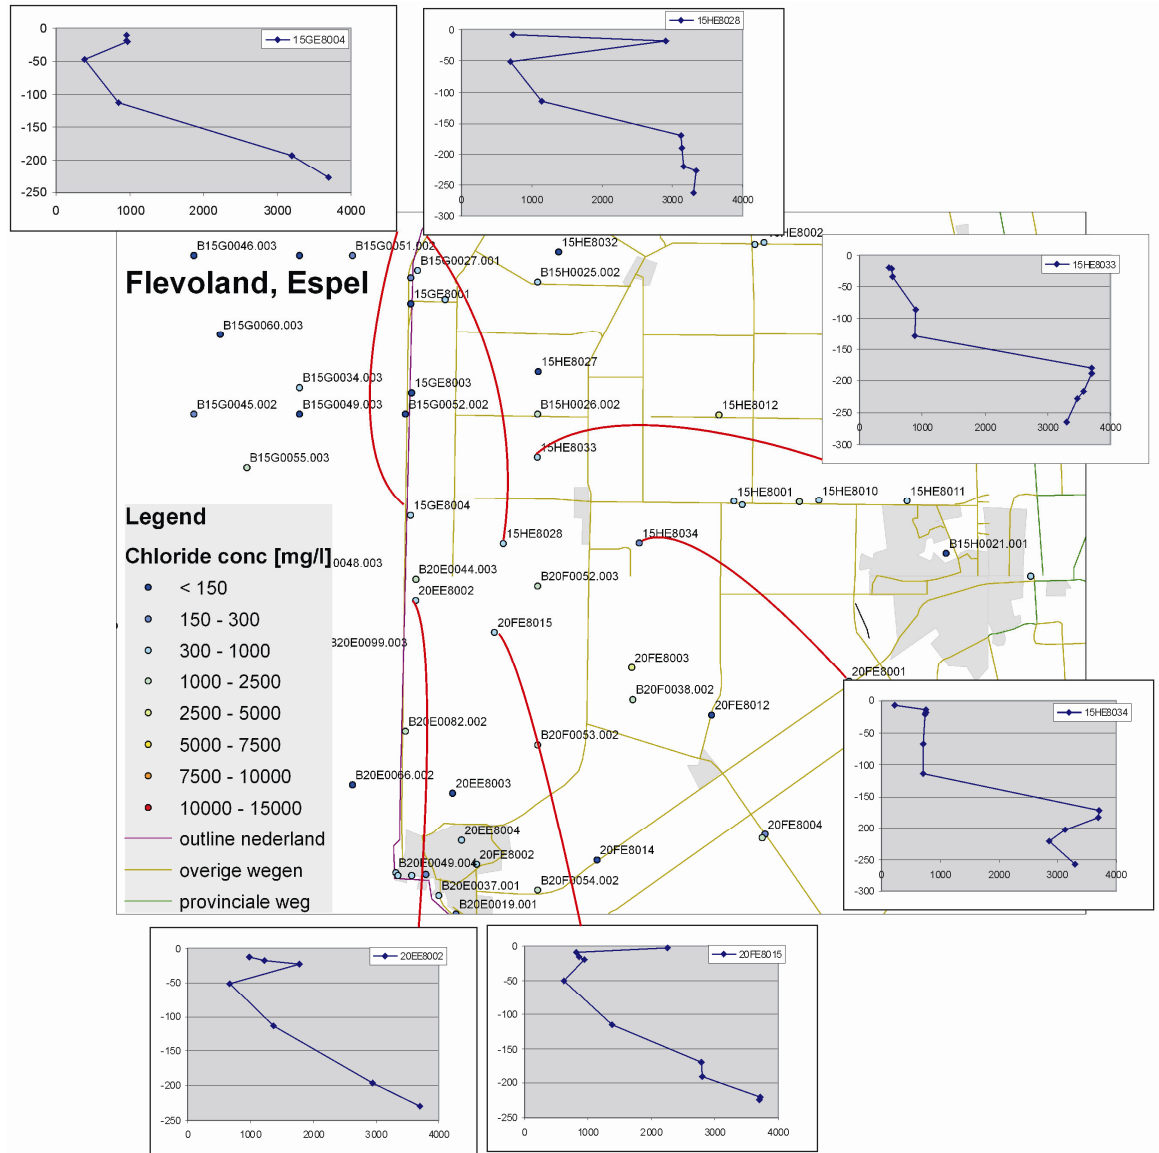 15GE8004
0
-50
-100
-150
-200
-250
0 1000 2000 3000 4000
15HE8028
0
-50
-100
-150
-200
-250
-300
0 1000 2000 3000 4000
B15G0046.003
B15G0051.002
B15G0027.001
15HE8032
15HE8002
B15H0025.002
Flevoland, Espel
15GE8001
B15G0060.003
15HE8033
0
-50
-100
-150
-200
-250
-300
0 1000 2000 3000 4000
15HE8027
B15G0034.003
15GE8003
B15G0045.002
B15G0049.003
B15G0052.002
B15H0026.002
15HE8012
15HE8033
B15G0055.003
15HE8001
15HE8010
15HE8011
15GE8004
15HE8028
15HE8034
B15H0021.001
Legend
Chloride conc [mg/l]
< 150
150 - 300
300 - 1000
1000 - 2500
2500 - 5000
5000 - 7500
7500 - 10000
10000 - 15000
outline nederland
overige wegen
provinciale weg
0048.003
B20E0044.003
B20F0052.003
20EE8002
20FE8015
B20E0099.003
20FE8003
20FE8001
B20F0038.002
20FE8012
B20E0082.002
B20F0053.002
B20E0066.002
20EE8003
20EE8004
20FE8004
20FE8002
20FE8014
B20E0049.004
B20E0037.001
B20F0054.002
B20E0019.001
15HE8034
0
-50
-100
-150
-200
-250
-300
0 1000 2000 3000 4000
20EE8002
0
-50
-100
-150
-200
-250
0 1000 2000 3000 4000
20FE8015
0
-50
-100
-150
-200
-250
0 1000 2000 3000 4000